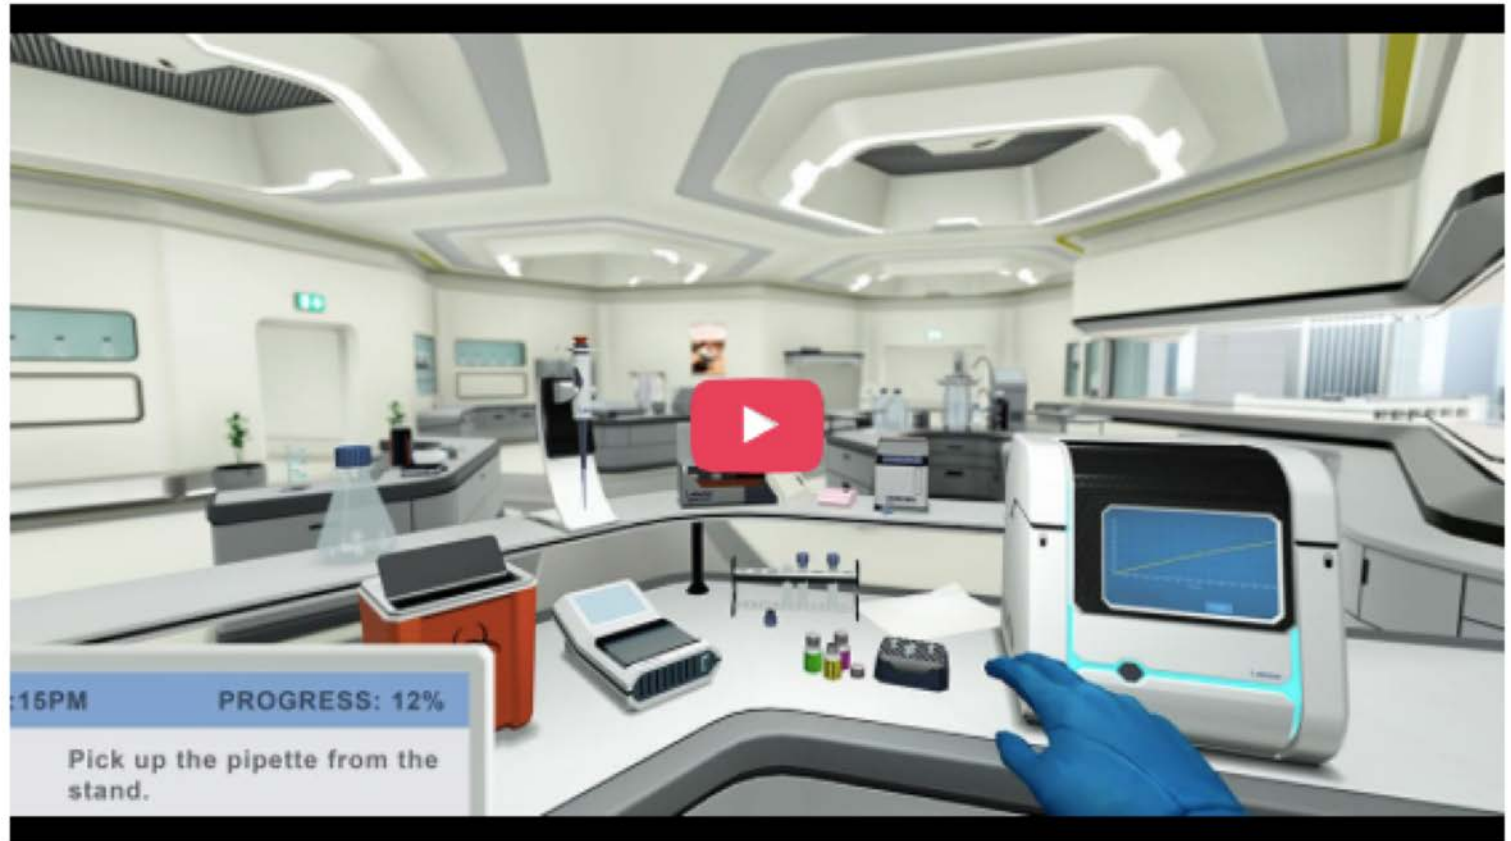 :15PM PROGRESS: 12%
Pick up the pipette from the
stand.